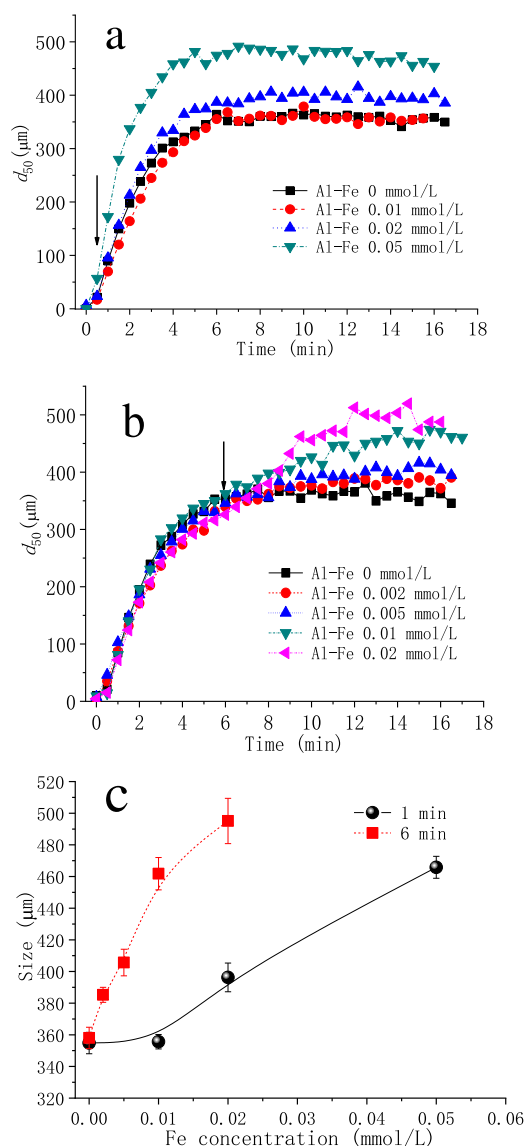 a
500
400
300
200
100
0
d50 (μm)
Al-Fe 0 mmol/L
Al-Fe 0.01 mmol/L
Al-Fe 0.02 mmol/L
Al-Fe 0.05 mmol/L
0 2 4 6 8 10 12 14 16 18
Time (min)
b
500
400
300
200
100
0
d50 (μm)
Al-Fe 0 mmol/L
Al-Fe 0.002 mmol/L
Al-Fe 0.005 mmol/L
Al-Fe 0.01 mmol/L
Al-Fe 0.02 mmol/L
0 2 4 6 8 10 12 14 16 18
Time (min)
c
520
500
480
460
440
420
400
380
360
340
320
Size (μm)
1 min
6 min
0.00 0.01 0.02 0.03 0.04 0.05 0.06
Fe concentration (mmol/L)